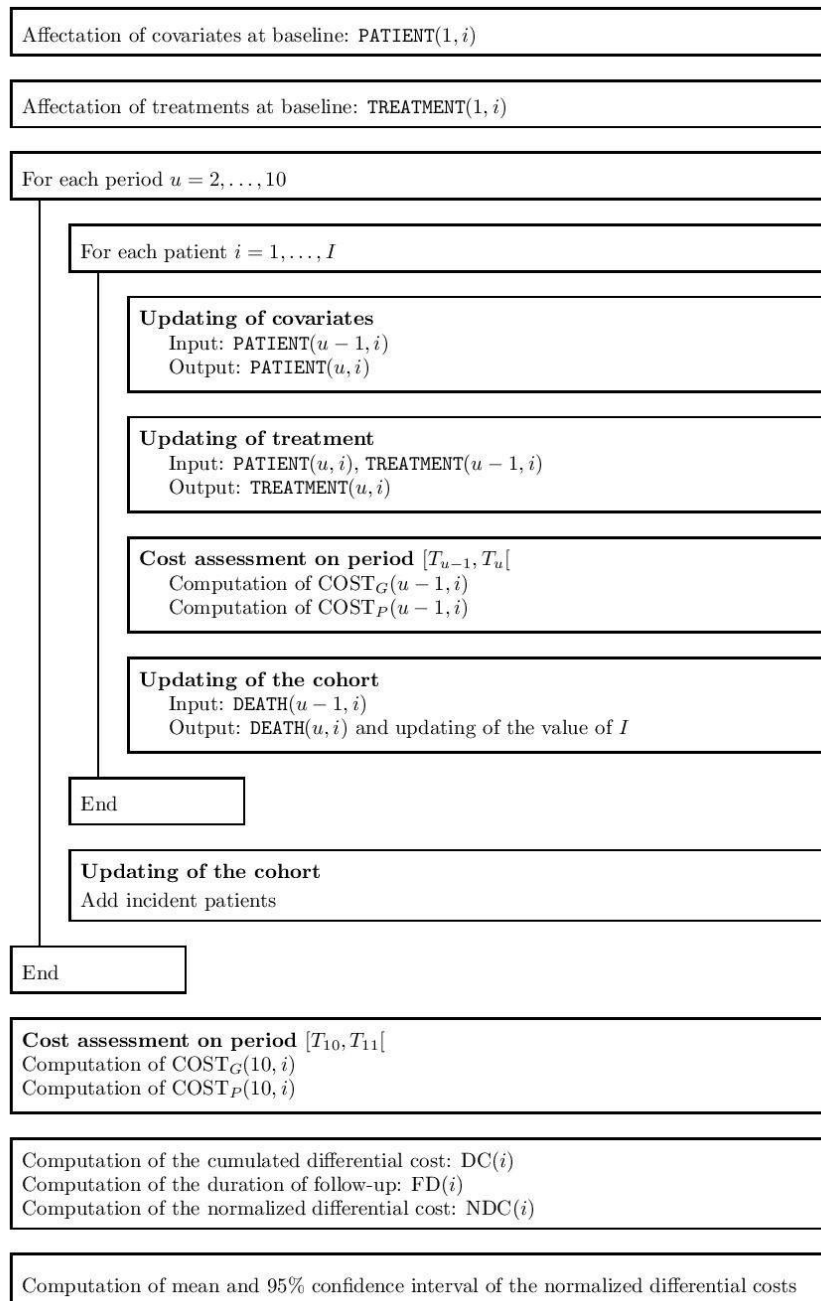 Affectation of covariates at baseline: PATIENT(1, i)
Affectation of treatments at baseline: TREATMENT(1, i)
For each period u = 2, . . . , 10
For each patient i = 1, . . . , I
Updating of covariates
Input: PATIENT(u − 1, i)
Output: PATIENT(u, i)
Updating of treatment
Input: PATIENT(u, i), TREATMENT(u − 1, i)
Output: TREATMENT(u, i)
Cost assessment on period [T_{u−1}, T_u[
Computation of COST_G(u − 1, i)
Computation of COST_P(u − 1, i)
Updating of the cohort
Input: DEATH(u − 1, i)
Output: DEATH(u, i) and updating of the value of I
End
Updating of the cohort
Add incident patients
End
Cost assessment on period [T_{10}, T_{11}[
Computation of COST_G(10, i)
Computation of COST_P(10, i)
Computation of the cumulated differential cost: DC(i)
Computation of the duration of follow-up: FD(i)
Computation of the normalized differential cost: NDC(i)
Computation of mean and 95% confidence interval of the normalized differential costs